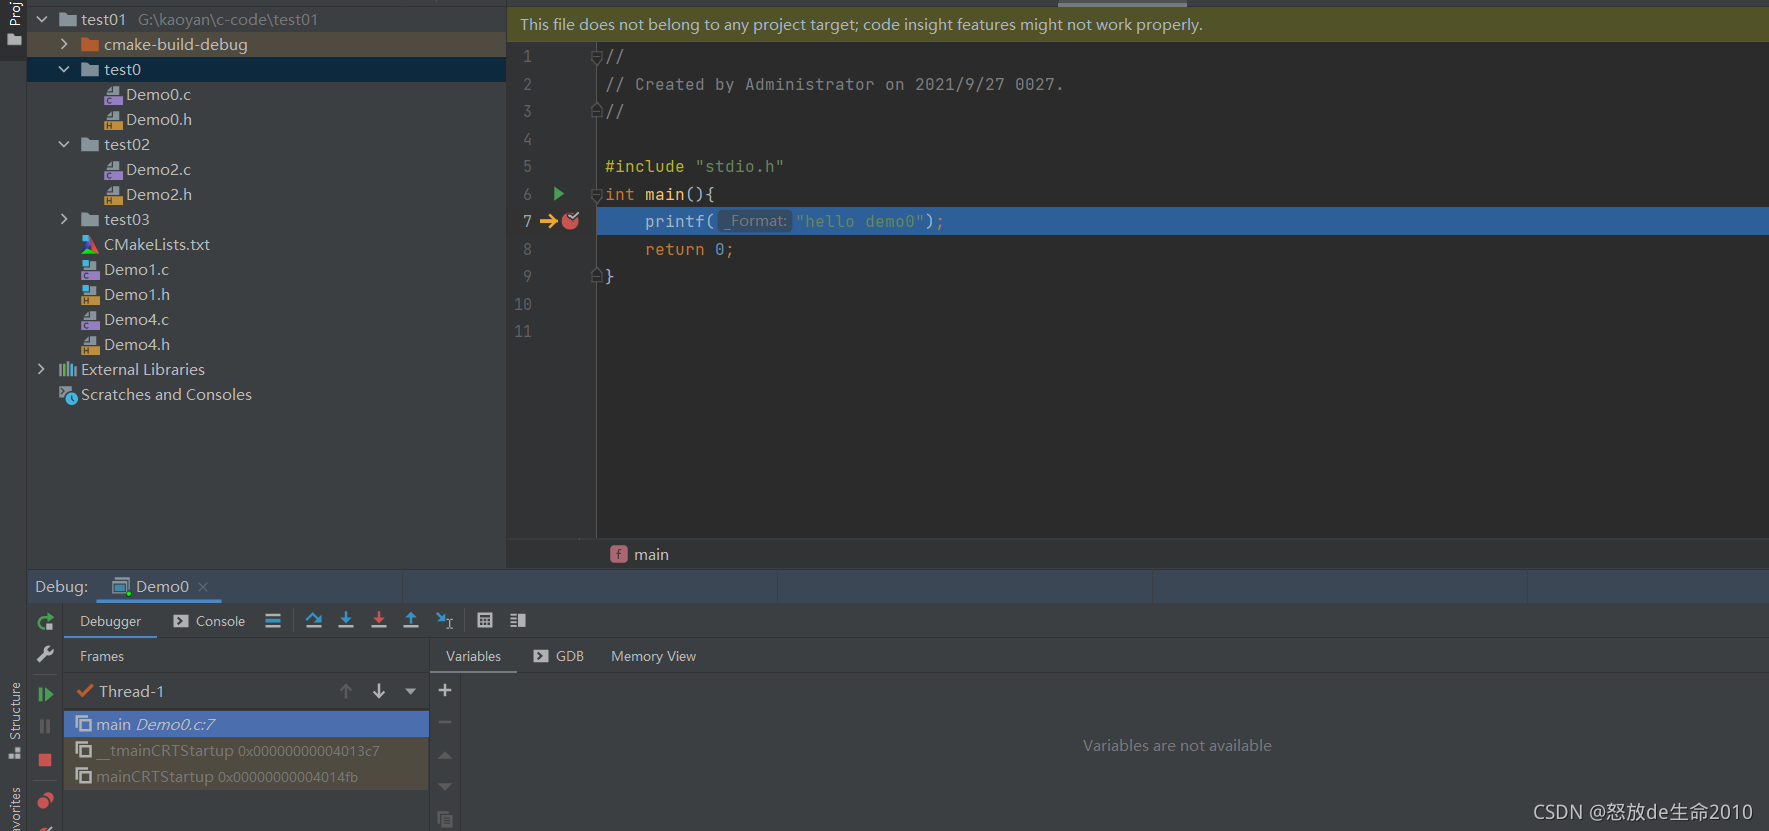 Proj
test01 G:\kaoyan\c-code\test01
cmake-build-debug
test0
Demo0.c
Demo0.h
test02
Demo2.c
Demo2.h
test03
CMakeLists.txt
Demo1.c
Demo1.h
Demo4.c
Demo4.h
External Libraries
Scratches and Consoles
This file does not belong to any project target; code insight features might not work properly.
1 //
2 // Created by Administrator on 2021/9/27 0027.
3 //
4
5 #include "stdio.h"
6 int main(){
7 printf( _Format: "hello demo0");
8 return 0;
9 }
10
11
f main
Debug: Demo0
Debugger Console
Frames
Variables GDB Memory View
Thread-1
main Demo0.c:7
__tmainCRTStartup 0x00000000004013c7
mainCRTStartup 0x00000000004014fb
Variables are not available
Structure
avorites
CSDN @怒放de生命2010